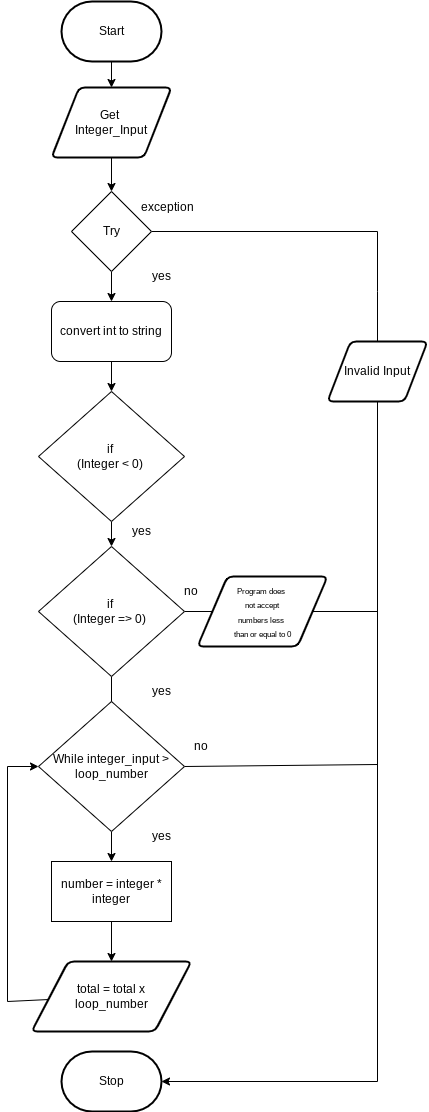 Start
Get
Integer_Input
Try
exception
yes
convert int to string
Invalid Input
if
(Integer < 0)
yes
if
(Integer => 0)
no
Program does
not accept
numbers less
than or equal to 0
yes
While integer_input >
loop_number
no
yes
number = integer *
integer
total = total x
loop_number
Stop